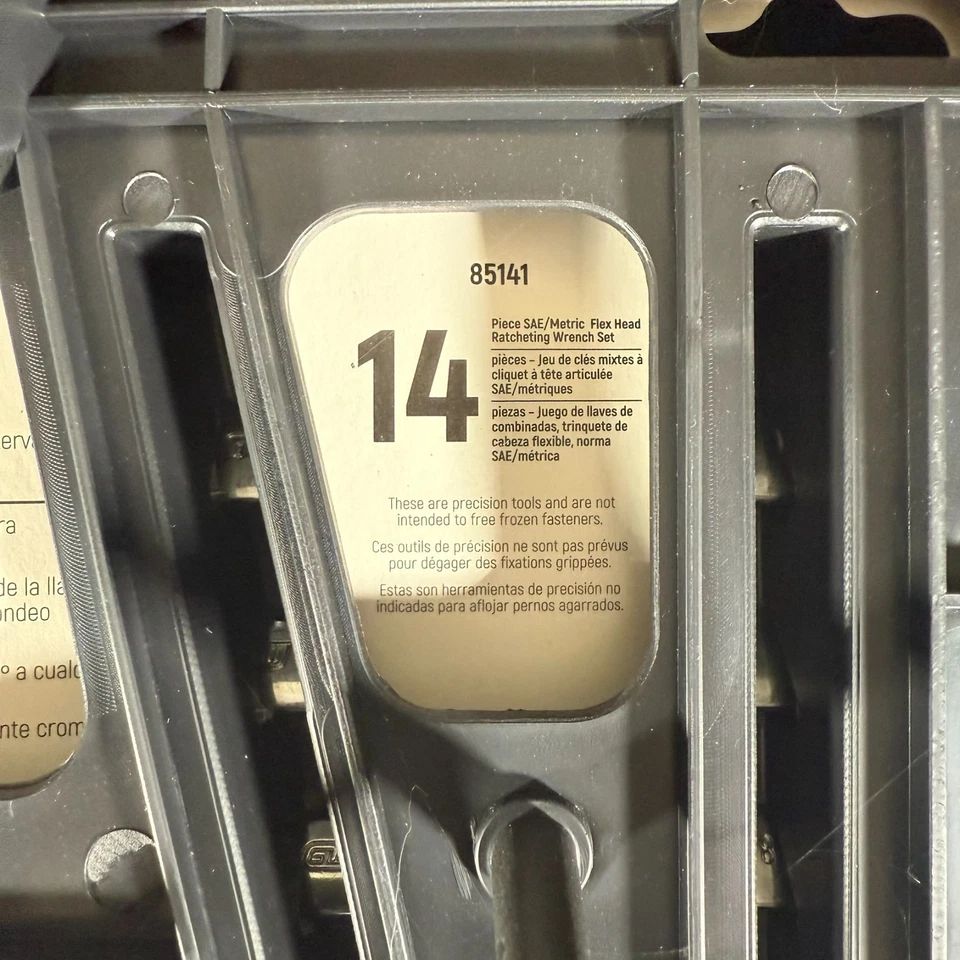 85141
14
Piece SAE/Metric Flex Head
Ratcheting Wrench Set
pièces – Jeu de clés mixtes à
cliquet à tête articulée
SAE/métriques
piezas – Juego de llaves de
combinadas, trinquete de
cabeza flexible, norma
SAE/métrica
These are precision tools and are not
intended to free frozen fasteners.
Ces outils de précision ne sont pas prévus
pour dégager des fixations grippées.
Estas son herramientas de precisión no
indicadas para aflojar pernos agarrados.
de la
° a